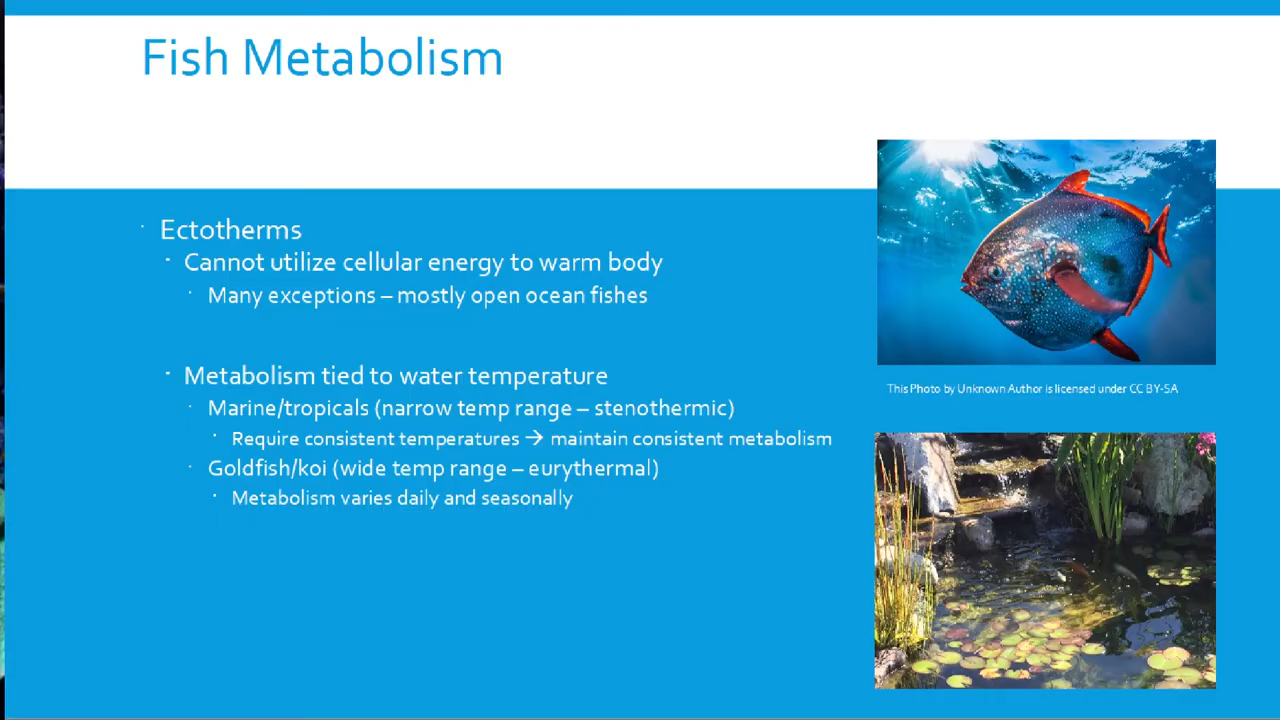 Fish Metabolism
Ectotherms
Cannot utilize cellular energy to warm body
Many exceptions – mostly open ocean fishes
This Photo by Unknown Author is licensed under CC BY-SA
Metabolism tied to water temperature
Marine/tropicals (narrow temp range – stenothermic)
Require consistent temperatures → maintain consistent metabolism
Goldfish/koi (wide temp range – eurythermal)
Metabolism varies daily and seasonally